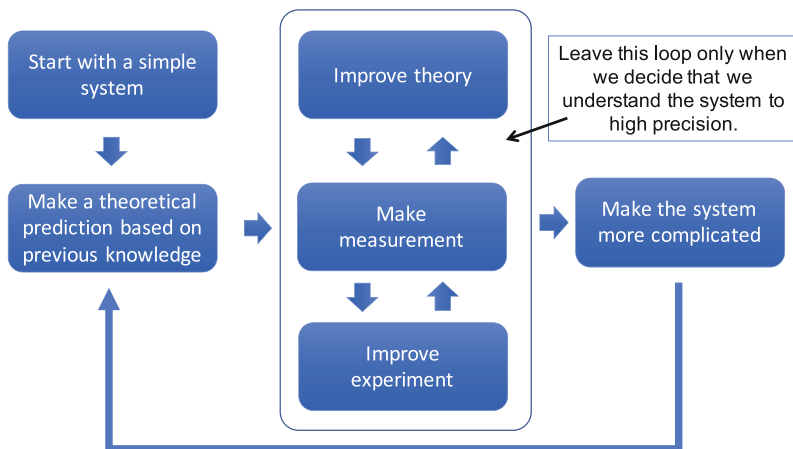 Start with a simple
system
Make a theoretical
prediction based on
previous knowledge
Improve theory
Make
measurement
Improve
experiment
Leave this loop only when
we decide that we
understand the system to
high precision.
Make the system
more complicated